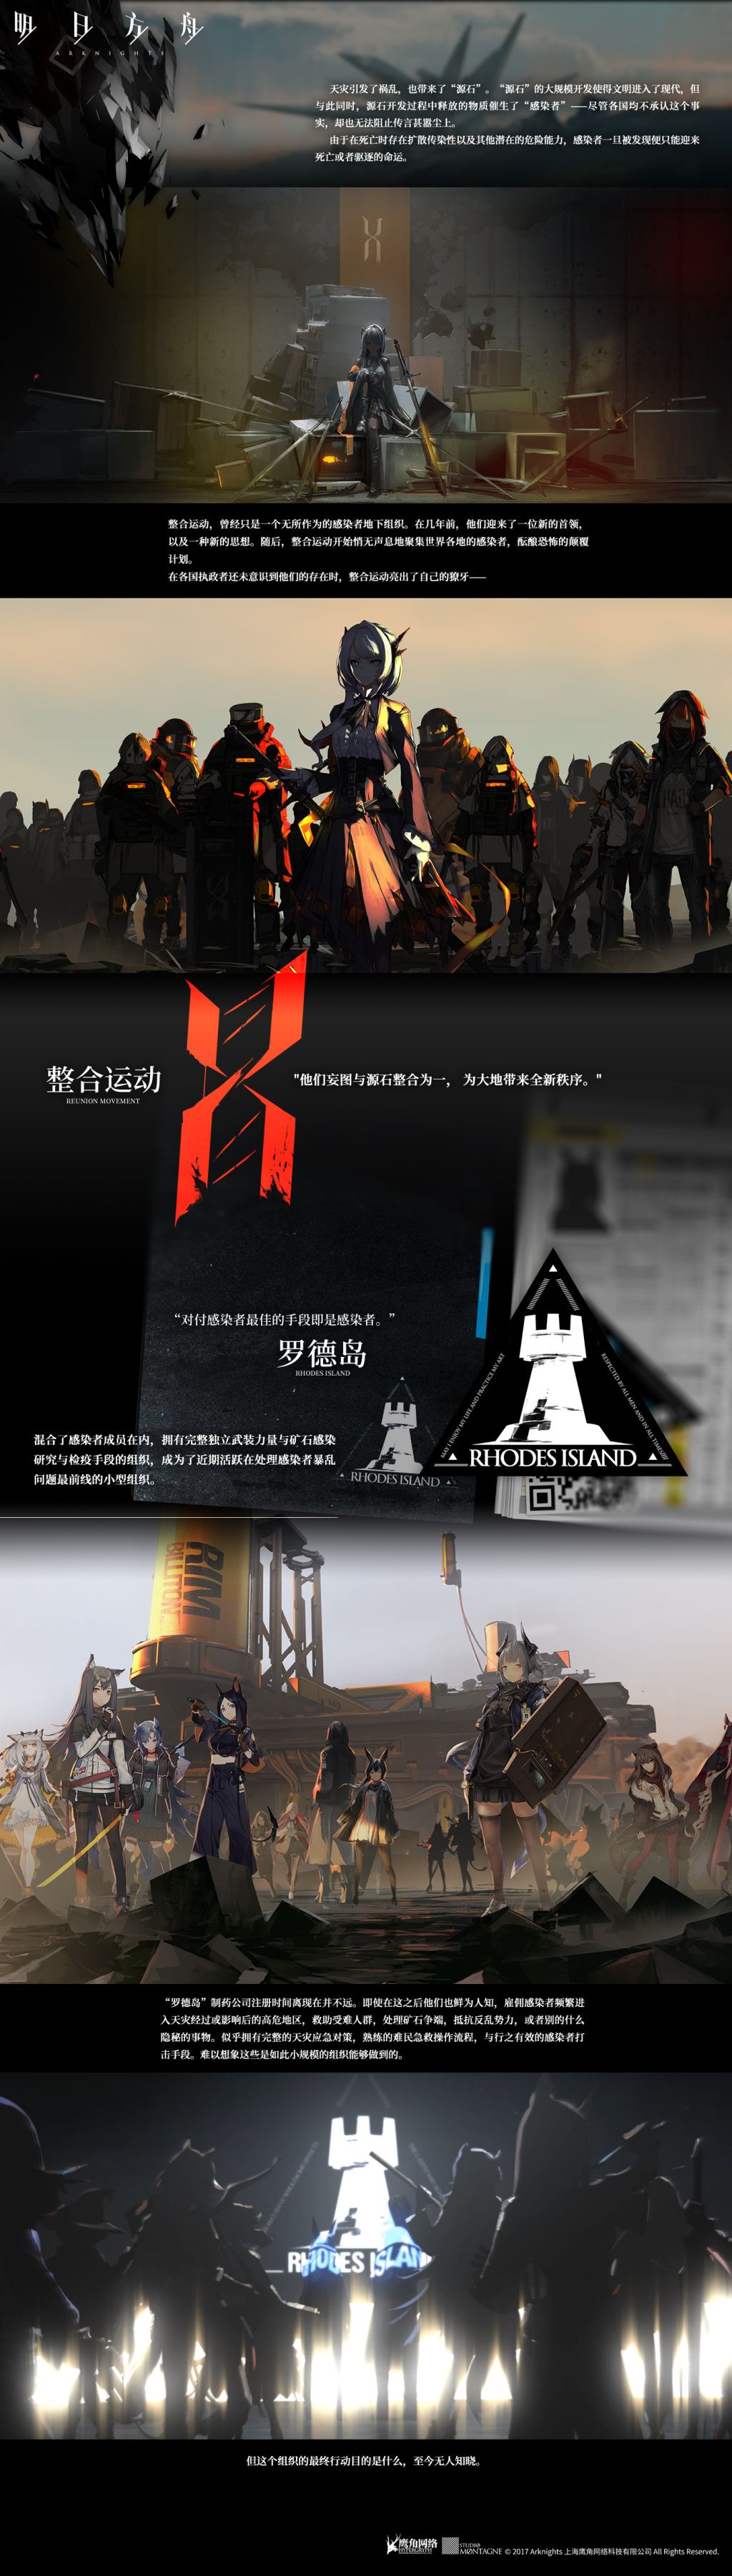 明日方舟
ARKNIGHTS
天灾引发了祸乱，也带来了“源石”。“源石”的大规模开发使得文明进入了现代，但
与此同时，源石开发过程中释放的物质催生了“感染者”——尽管各国均不承认这个事
实，却也无法阻止传言甚嚣尘上。
由于在死亡时存在扩散传染性以及其他潜在的危险能力，感染者一旦被发现便只能迎来
死亡或者驱逐的命运。
整合运动，曾经只是一个无所作为的感染者地下组织。在几年前，他们迎来了一位新的首领，
以及一种新的思想。随后，整合运动开始悄无声息地聚集世界各地的感染者，酝酿恐怖的颠覆
计划。
在各国执政者还未意识到他们的存在时，整合运动亮出了自己的獠牙——
整合运动
REUNION MOVEMENT
"他们妄图与源石整合为一， 为大地带来全新秩序。"
“对付感染者最佳的手段即是感染者。”
罗德岛
RHODES ISLAND
MAY I ENJOY MY LIFE AND PRACTICE MY ART
RESPECTED BY ALL MEN AND IN ALL TIMES!!!!
RHODES ISLAND
RHODES ISLAND
混合了感染者成员在内，拥有完整独立武装力量与矿石感染
研究与检疫手段的组织，成为了近期活跃在处理感染者暴乱
问题最前线的小型组织。
RIM
BILLITON
“罗德岛”制药公司注册时间离现在并不远。即使在这之后他们也鲜为人知，雇佣感染者频繁进
入天灾经过或影响后的高危地区，救助受难人群，处理矿石争端，抵抗反乱势力，或者别的什么
隐秘的事物。似乎拥有完整的天灾应急对策，熟练的难民急救操作流程，与行之有效的感染者打
击手段。难以想象这些是如此小规模的组织能够做到的。
RHODES ISLAN
但这个组织的最终行动目的是什么，至今无人知晓。
鹰角网络
HYPERGRYPH
STUDIO
MONTAGNE
© 2017 Arknights 上海鹰角网络科技有限公司 All Rights Reserved.